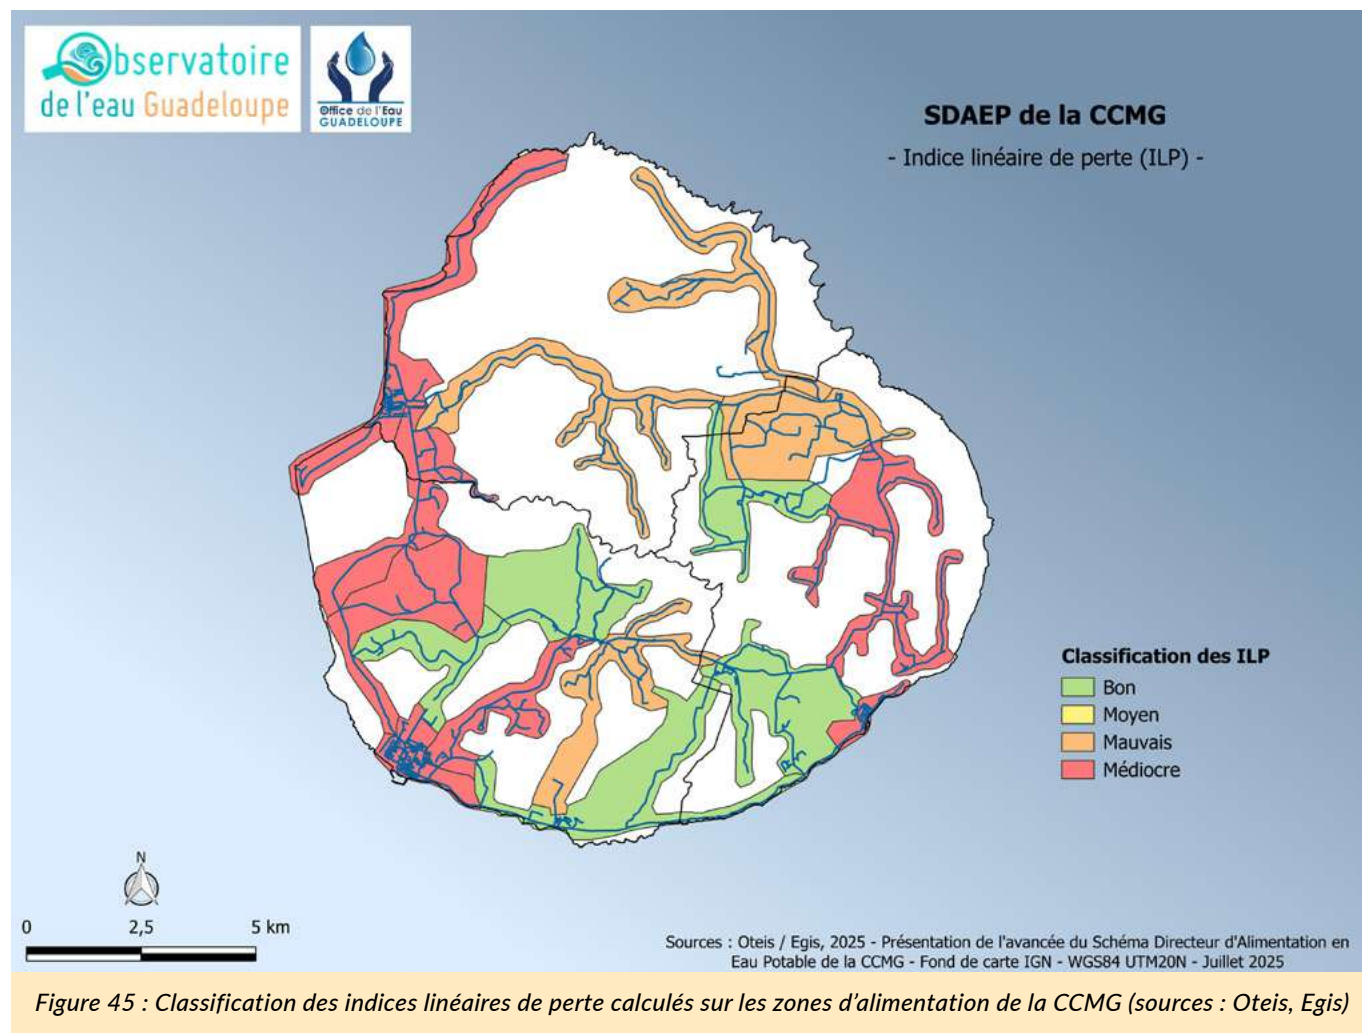 Observatoire
de l'eau Guadeloupe
Office de l'Eau
GUADELOUPE
SDAEP de la CCMG
- Indice linéaire de perte (ILP) -
Classification des ILP
Bon
Moyen
Mauvais
Médiocre
N
0 2,5 5 km
Sources : Oteis / Egis, 2025 - Présentation de l'avancée du Schéma Directeur d'Alimentation en
Eau Potable de la CCMG - Fond de carte IGN - WGS84 UTM20N - Juillet 2025
Figure 45 : Classification des indices linéaires de perte calculés sur les zones d’alimentation de la CCMG (sources : Oteis, Egis)